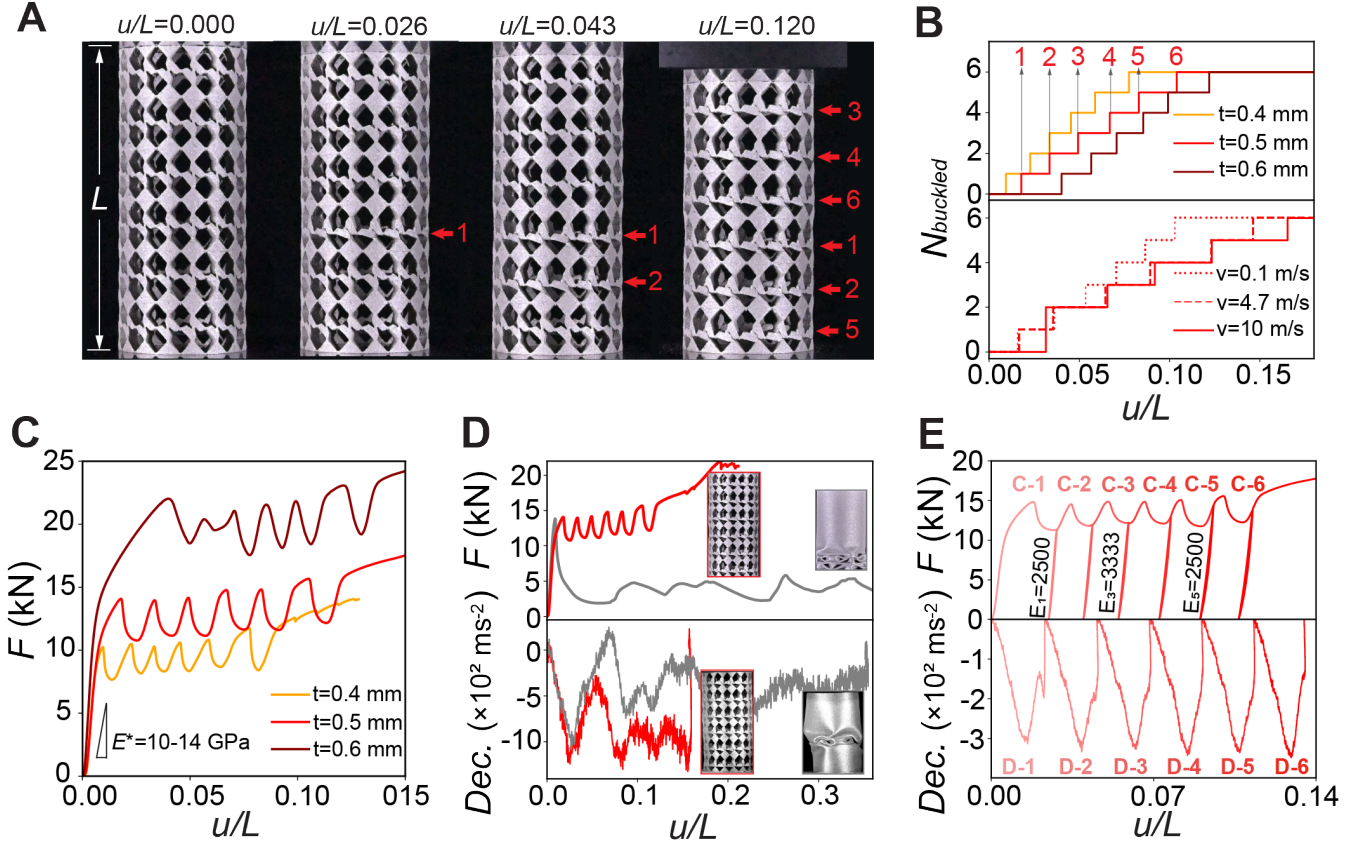 A
u/L=0.000
u/L=0.026
u/L=0.043
u/L=0.120
L
1
1
2
3
4
6
1
2
5
B
1 2 3 4 5 6
6
4
2
0
t=0.4 mm
t=0.5 mm
t=0.6 mm
N_buckled
6
4
2
0
v=0.1 m/s
v=4.7 m/s
v=10 m/s
0.00 0.05 0.10 0.15
u/L
C
25
20
15
10
5
0
F (kN)
t=0.4 mm
t=0.5 mm
t=0.6 mm
E*=10-14 GPa
0.00 0.05 0.10 0.15
u/L
D
20
15
10
5
0
F (kN)
0
-5
-10
Dec. (×10² ms⁻²)
0.0 0.1 0.2 0.3
u/L
E
20
15
10
5
0
F (kN)
C-1 C-2 C-3 C-4 C-5 C-6
E₁=2500
E₃=3333
E₅=2500
0
-1
-2
-3
Dec. (×10² ms⁻²)
D-1 D-2 D-3 D-4 D-5 D-6
0.00 0.07 0.14
u/L